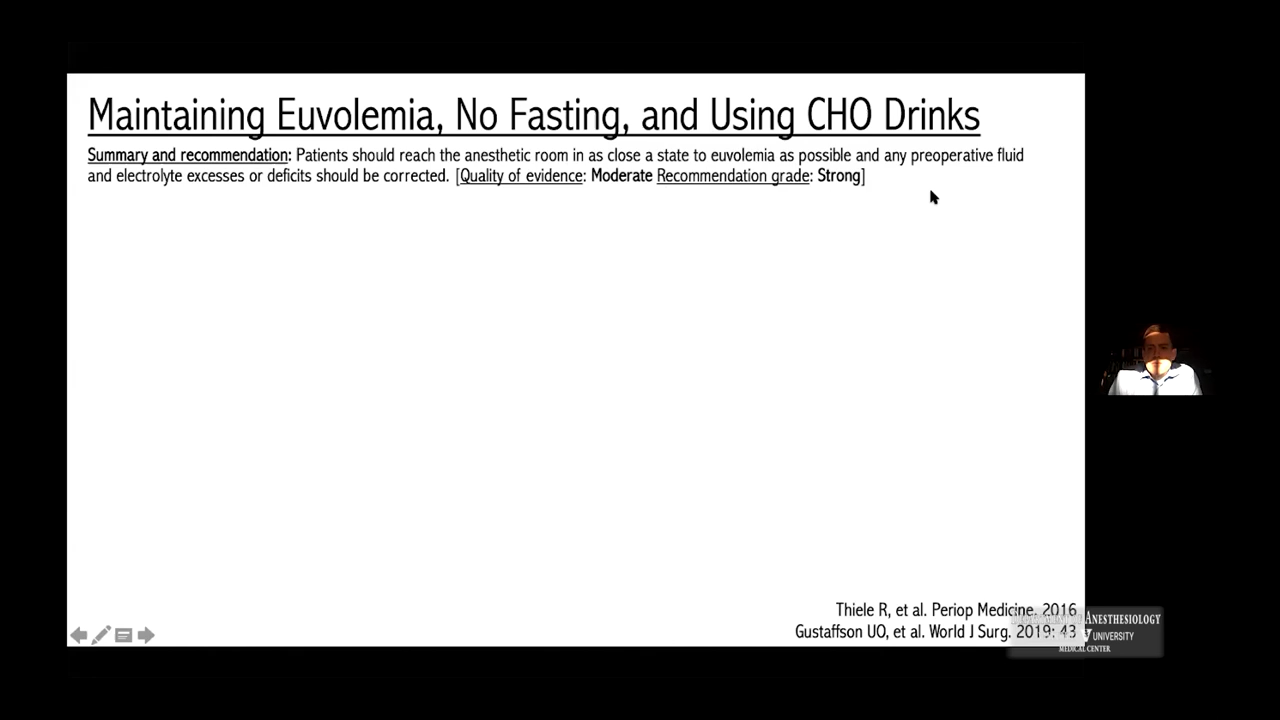 Maintaining Euvolemia, No Fasting, and Using CHO Drinks
Summary and recommendation: Patients should reach the anesthetic room in as close a state to euvolemia as possible and any preoperative fluid
and electrolyte excesses or deficits should be corrected. [Quality of evidence: Moderate Recommendation grade: Strong]
Thiele R, et al. Periop Medicine. 2016
Gustaffson UO, et al. World J Surg. 2019: 43
Anesthesiology
University
Medical Center